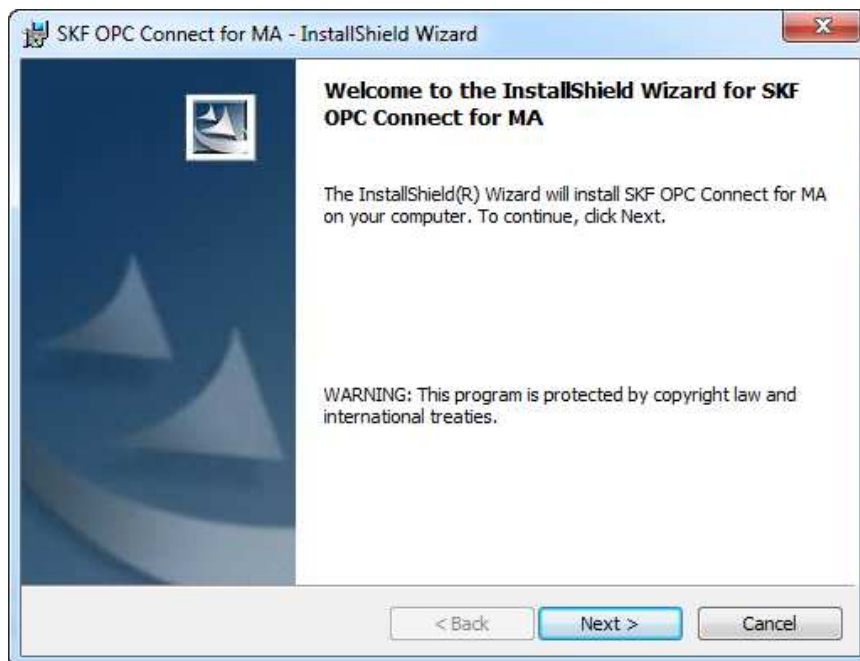 SKF OPC Connect for MA - InstallShield Wizard
Welcome to the InstallShield Wizard for SKF
OPC Connect for MA
The InstallShield(R) Wizard will install SKF OPC Connect for MA
on your computer. To continue, click Next.
WARNING: This program is protected by copyright law and
international treaties.
< Back Next > Cancel